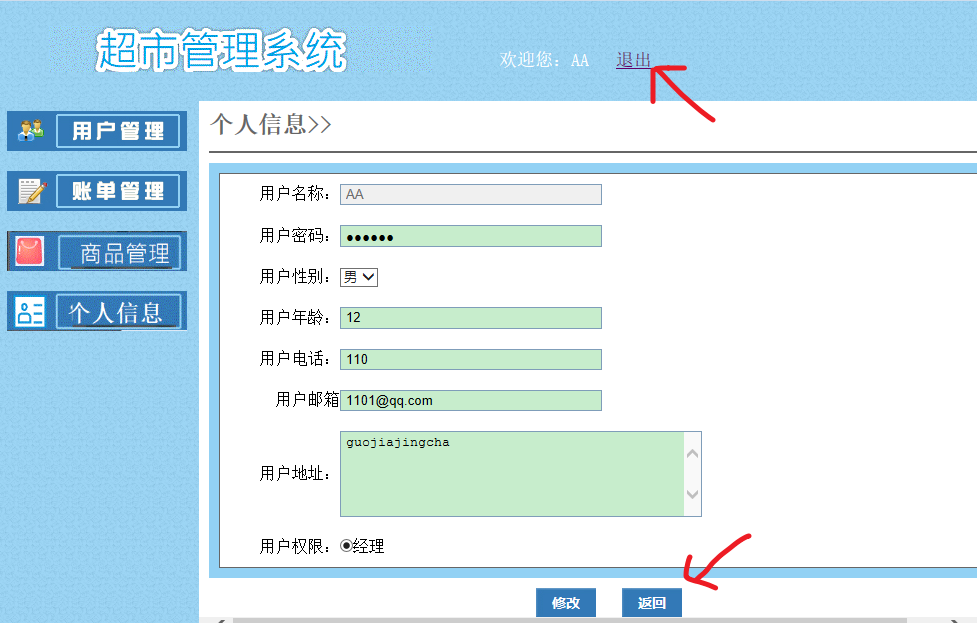 超市管理系统
欢迎您：AA 退出
用户管理
账单管理
商品管理
个人信息
个人信息>>
用户名称： AA
用户密码： ●●●●●●
用户性别： 男
用户年龄： 12
用户电话： 110
用户邮箱 1101@qq.com
用户地址： guojiajingcha
用户权限： 经理
修改 返回